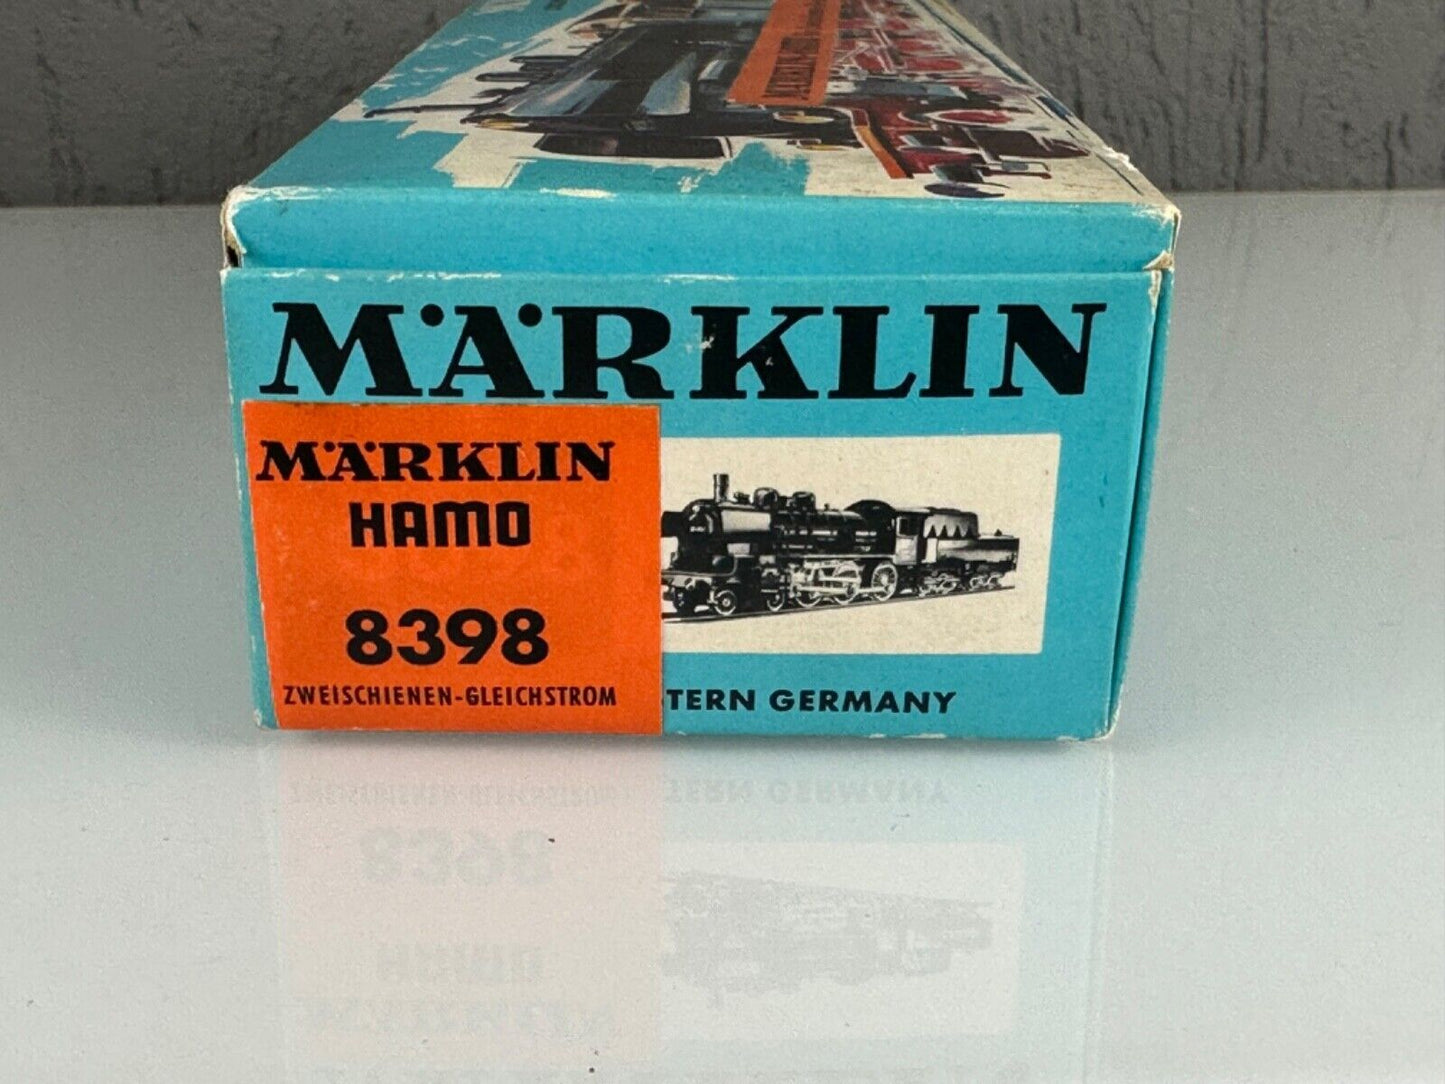 MÄRKLIN
MÄRKLIN
HAMO
8398
ZWEISCHIENEN-GLEICHSTROM
TERN GERMANY